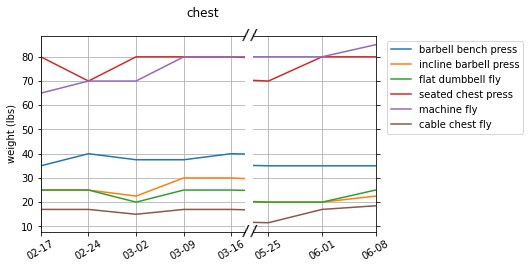 chest
weight (lbs)
80
70
60
50
40
30
20
10
02-17
02-24
03-02
03-09
03-16
05-25
06-01
06-08
barbell bench press
incline barbell press
flat dumbbell fly
seated chest press
machine fly
cable chest fly